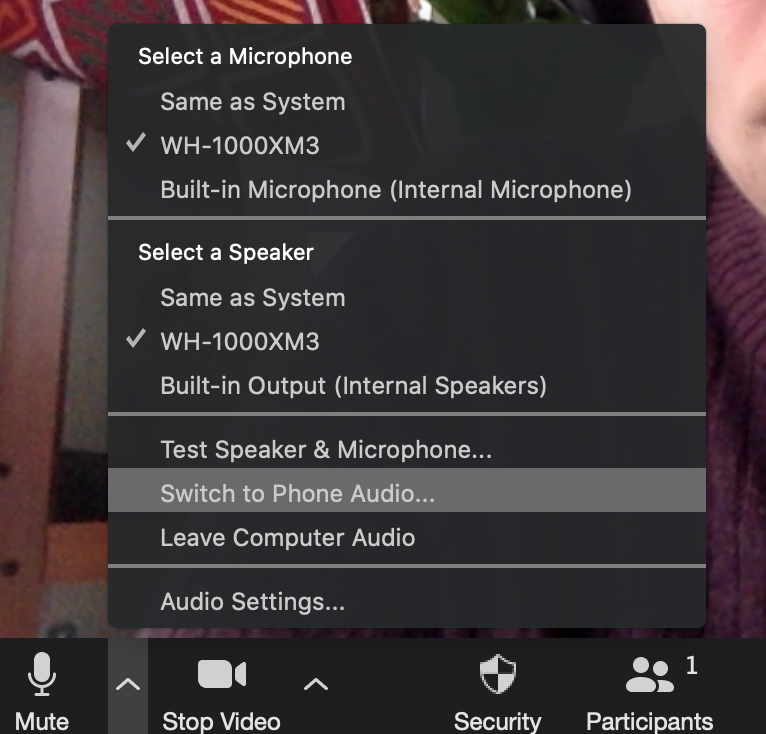 Select a Microphone
Same as System
✓ WH-1000XM3
Built-in Microphone (Internal Microphone)
Select a Speaker
Same as System
✓ WH-1000XM3
Built-in Output (Internal Speakers)
Test Speaker & Microphone...
Switch to Phone Audio...
Leave Computer Audio
Audio Settings...
1
Mute Stop Video Security Participants